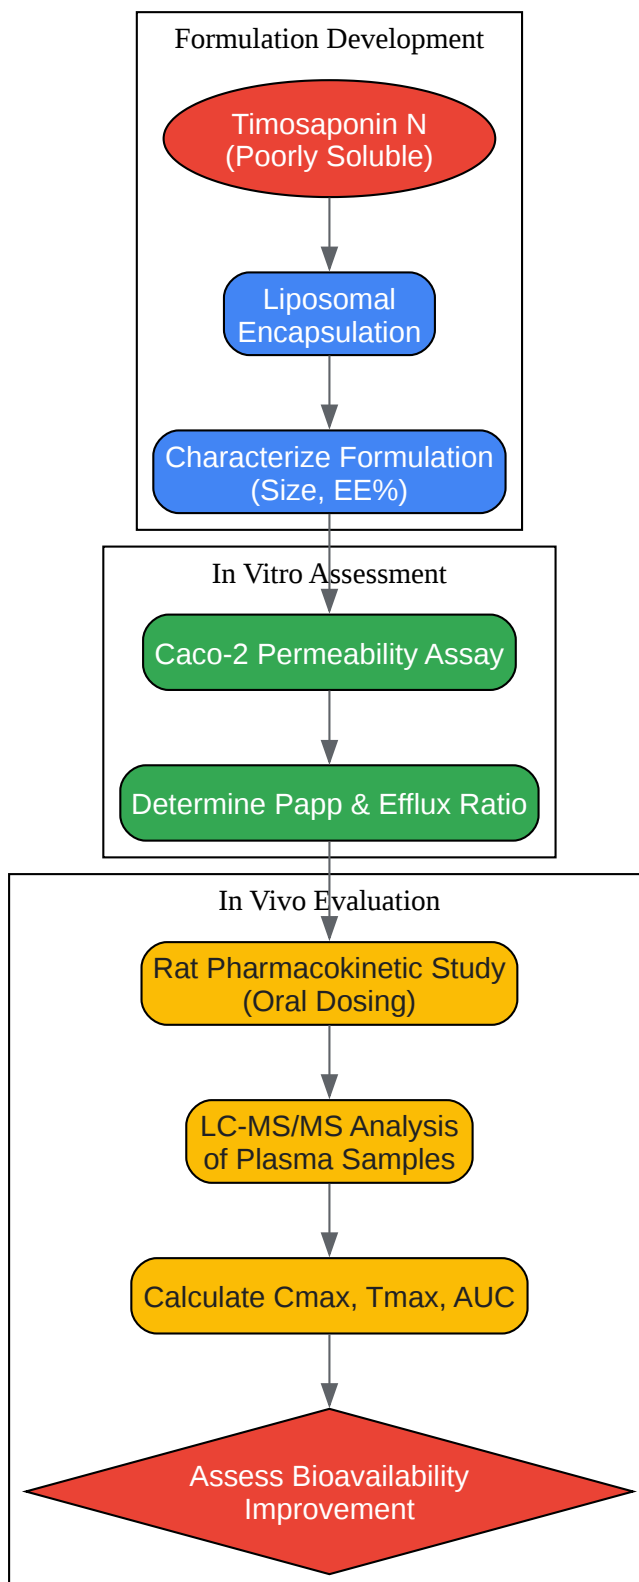 Formulation Development
Timosaponin N
(Poorly Soluble)
Liposomal
Encapsulation
Characterize Formulation
(Size, EE%)
In Vitro Assessment
Caco-2 Permeability Assay
Determine Papp & Efflux Ratio
In Vivo Evaluation
Rat Pharmacokinetic Study
(Oral Dosing)
LC-MS/MS Analysis
of Plasma Samples
Calculate Cmax, Tmax, AUC
Assess Bioavailability
Improvement